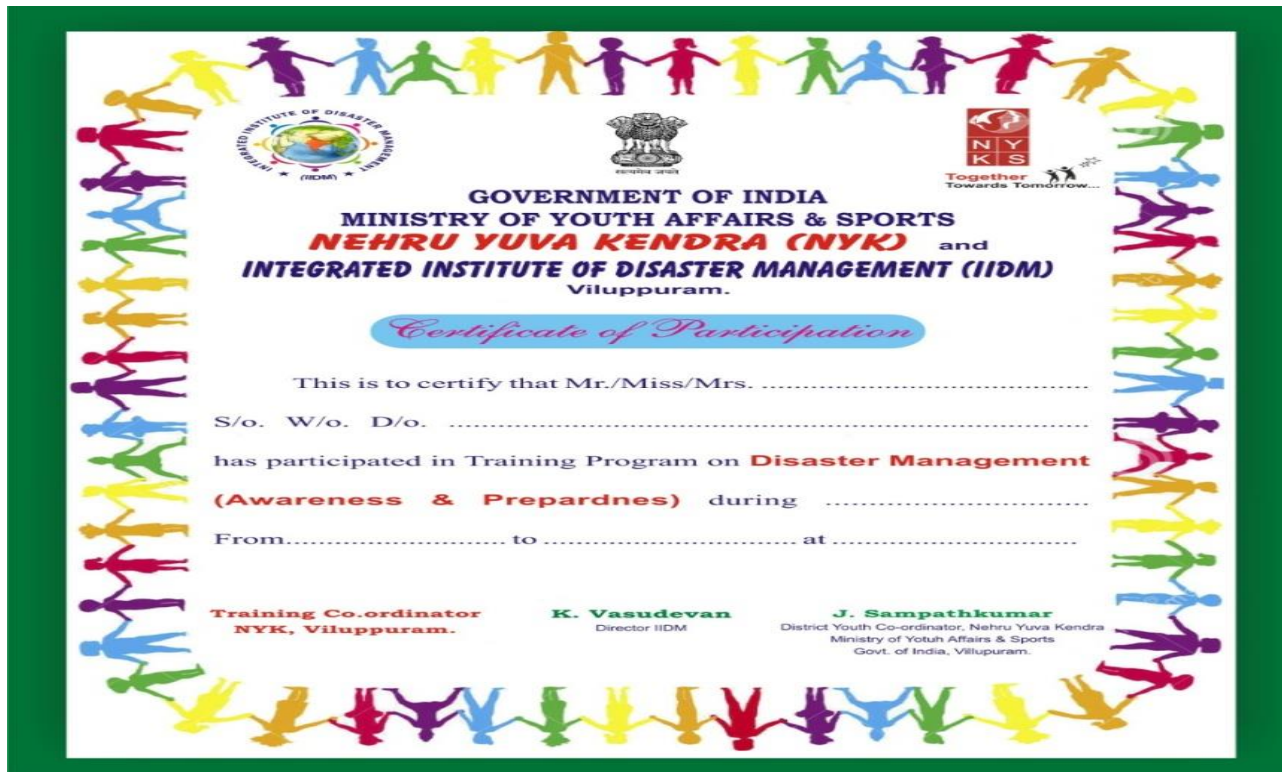 INTEGRATED INSTITUTE OF DISASTER MANAGEMENT
(IIDM)
सत्यमेव जयते
N Y
K S
Together
Towards Tomorrow...
GOVERNMENT OF INDIA
MINISTRY OF YOUTH AFFAIRS & SPORTS
NEHRU YUVA KENDRA (NYK) and
INTEGRATED INSTITUTE OF DISASTER MANAGEMENT (IIDM)
Viluppuram.
Certificate of Participation
This is to certify that Mr./Miss/Mrs. ........................................
S/o. W/o. D/o. ................................................................................
has participated in Training Program on Disaster Management
(Awareness & Prepardnes) during ................................
From........................... to ............................... at ..............................
Training Co.ordinator
NYK, Viluppuram.
K. Vasudevan
Director IIDM
J. Sampathkumar
District Youth Co-ordinator, Nehru Yuva Kendra
Ministry of Yotuh Affairs & Sports
Govt. of India, Villupuram.